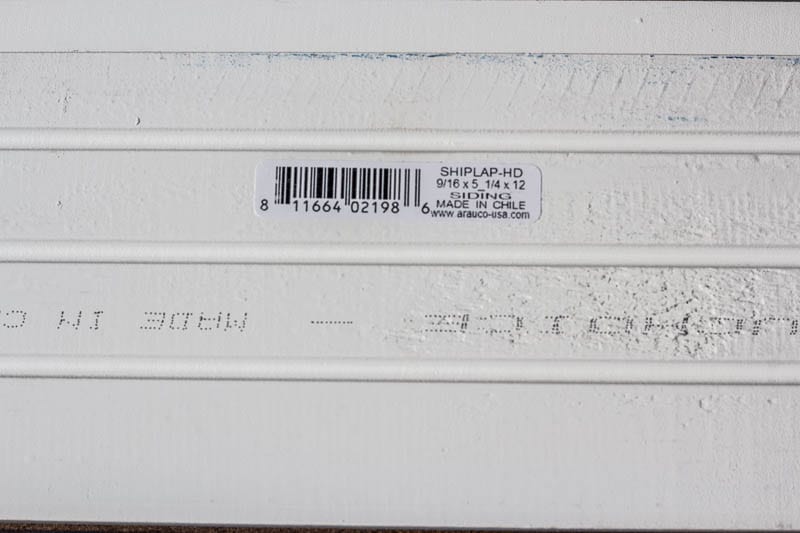 SHIPLAP-HD
9/16 x 5_1/4 x 12
SIDING
MADE IN CHILE
www.arauco-usa.com
8 11664 02198 6
MADE IN